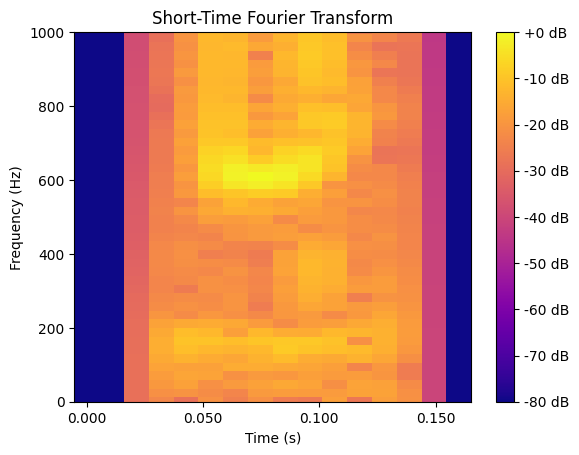 Short-Time Fourier Transform
1000
800
600
400
200
0
Frequency (Hz)
0.000
0.050
0.100
0.150
Time (s)
+0 dB
-10 dB
-20 dB
-30 dB
-40 dB
-50 dB
-60 dB
-70 dB
-80 dB